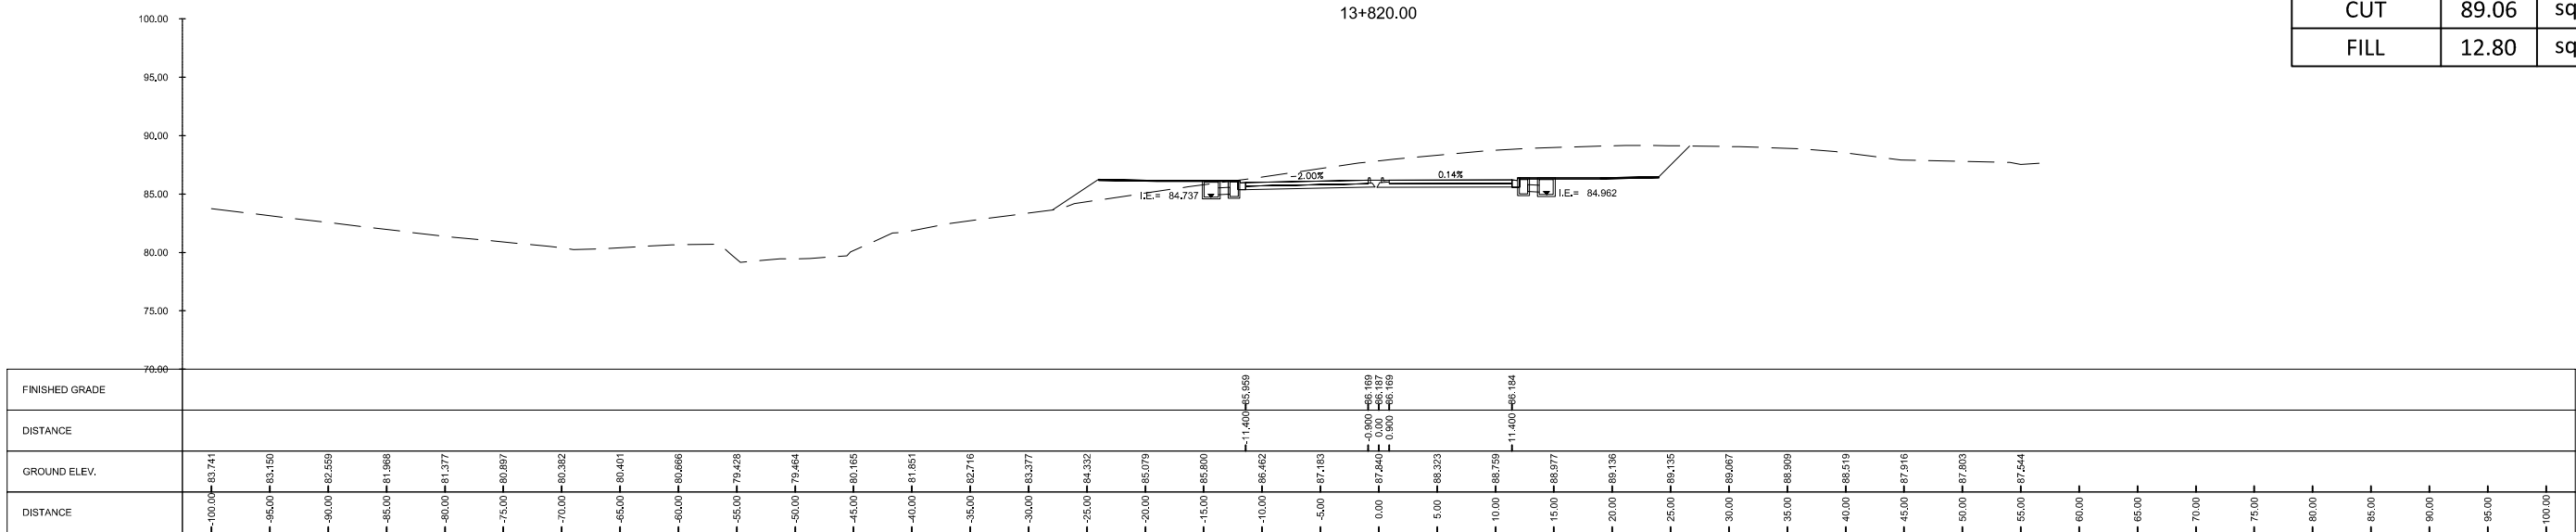 13+820.00
CUT 89.06 sq
FILL 12.80 sq
100.00
95.00
90.00
85.00
80.00
75.00
70.00
-2.00% 0.14%
I.E.= 84.737
I.E.= 84.962
FINISHED GRADE 85.959 86.169 86.187 86.169 86.184
DISTANCE -11.400 -0.900 0.00 0.900 11.400
GROUND ELEV. 83.741 83.150 82.559 81.968 81.377 80.897 80.382 80.401 80.666 79.428 79.464 80.165 81.851 82.716 83.377 84.332 85.079 85.800 86.462 87.183 87.840 88.323 88.759 88.977 89.136 89.135 89.067 88.909 88.519 87.916 87.803 87.544
DISTANCE -100.00 -95.00 -90.00 -85.00 -80.00 -75.00 -70.00 -65.00 -60.00 -55.00 -50.00 -45.00 -40.00 -35.00 -30.00 -25.00 -20.00 -15.00 -10.00 -5.00 0.00 5.00 10.00 15.00 20.00 25.00 30.00 35.00 40.00 45.00 50.00 55.00 60.00 65.00 70.00 75.00 80.00 85.00 90.00 95.00 100.00